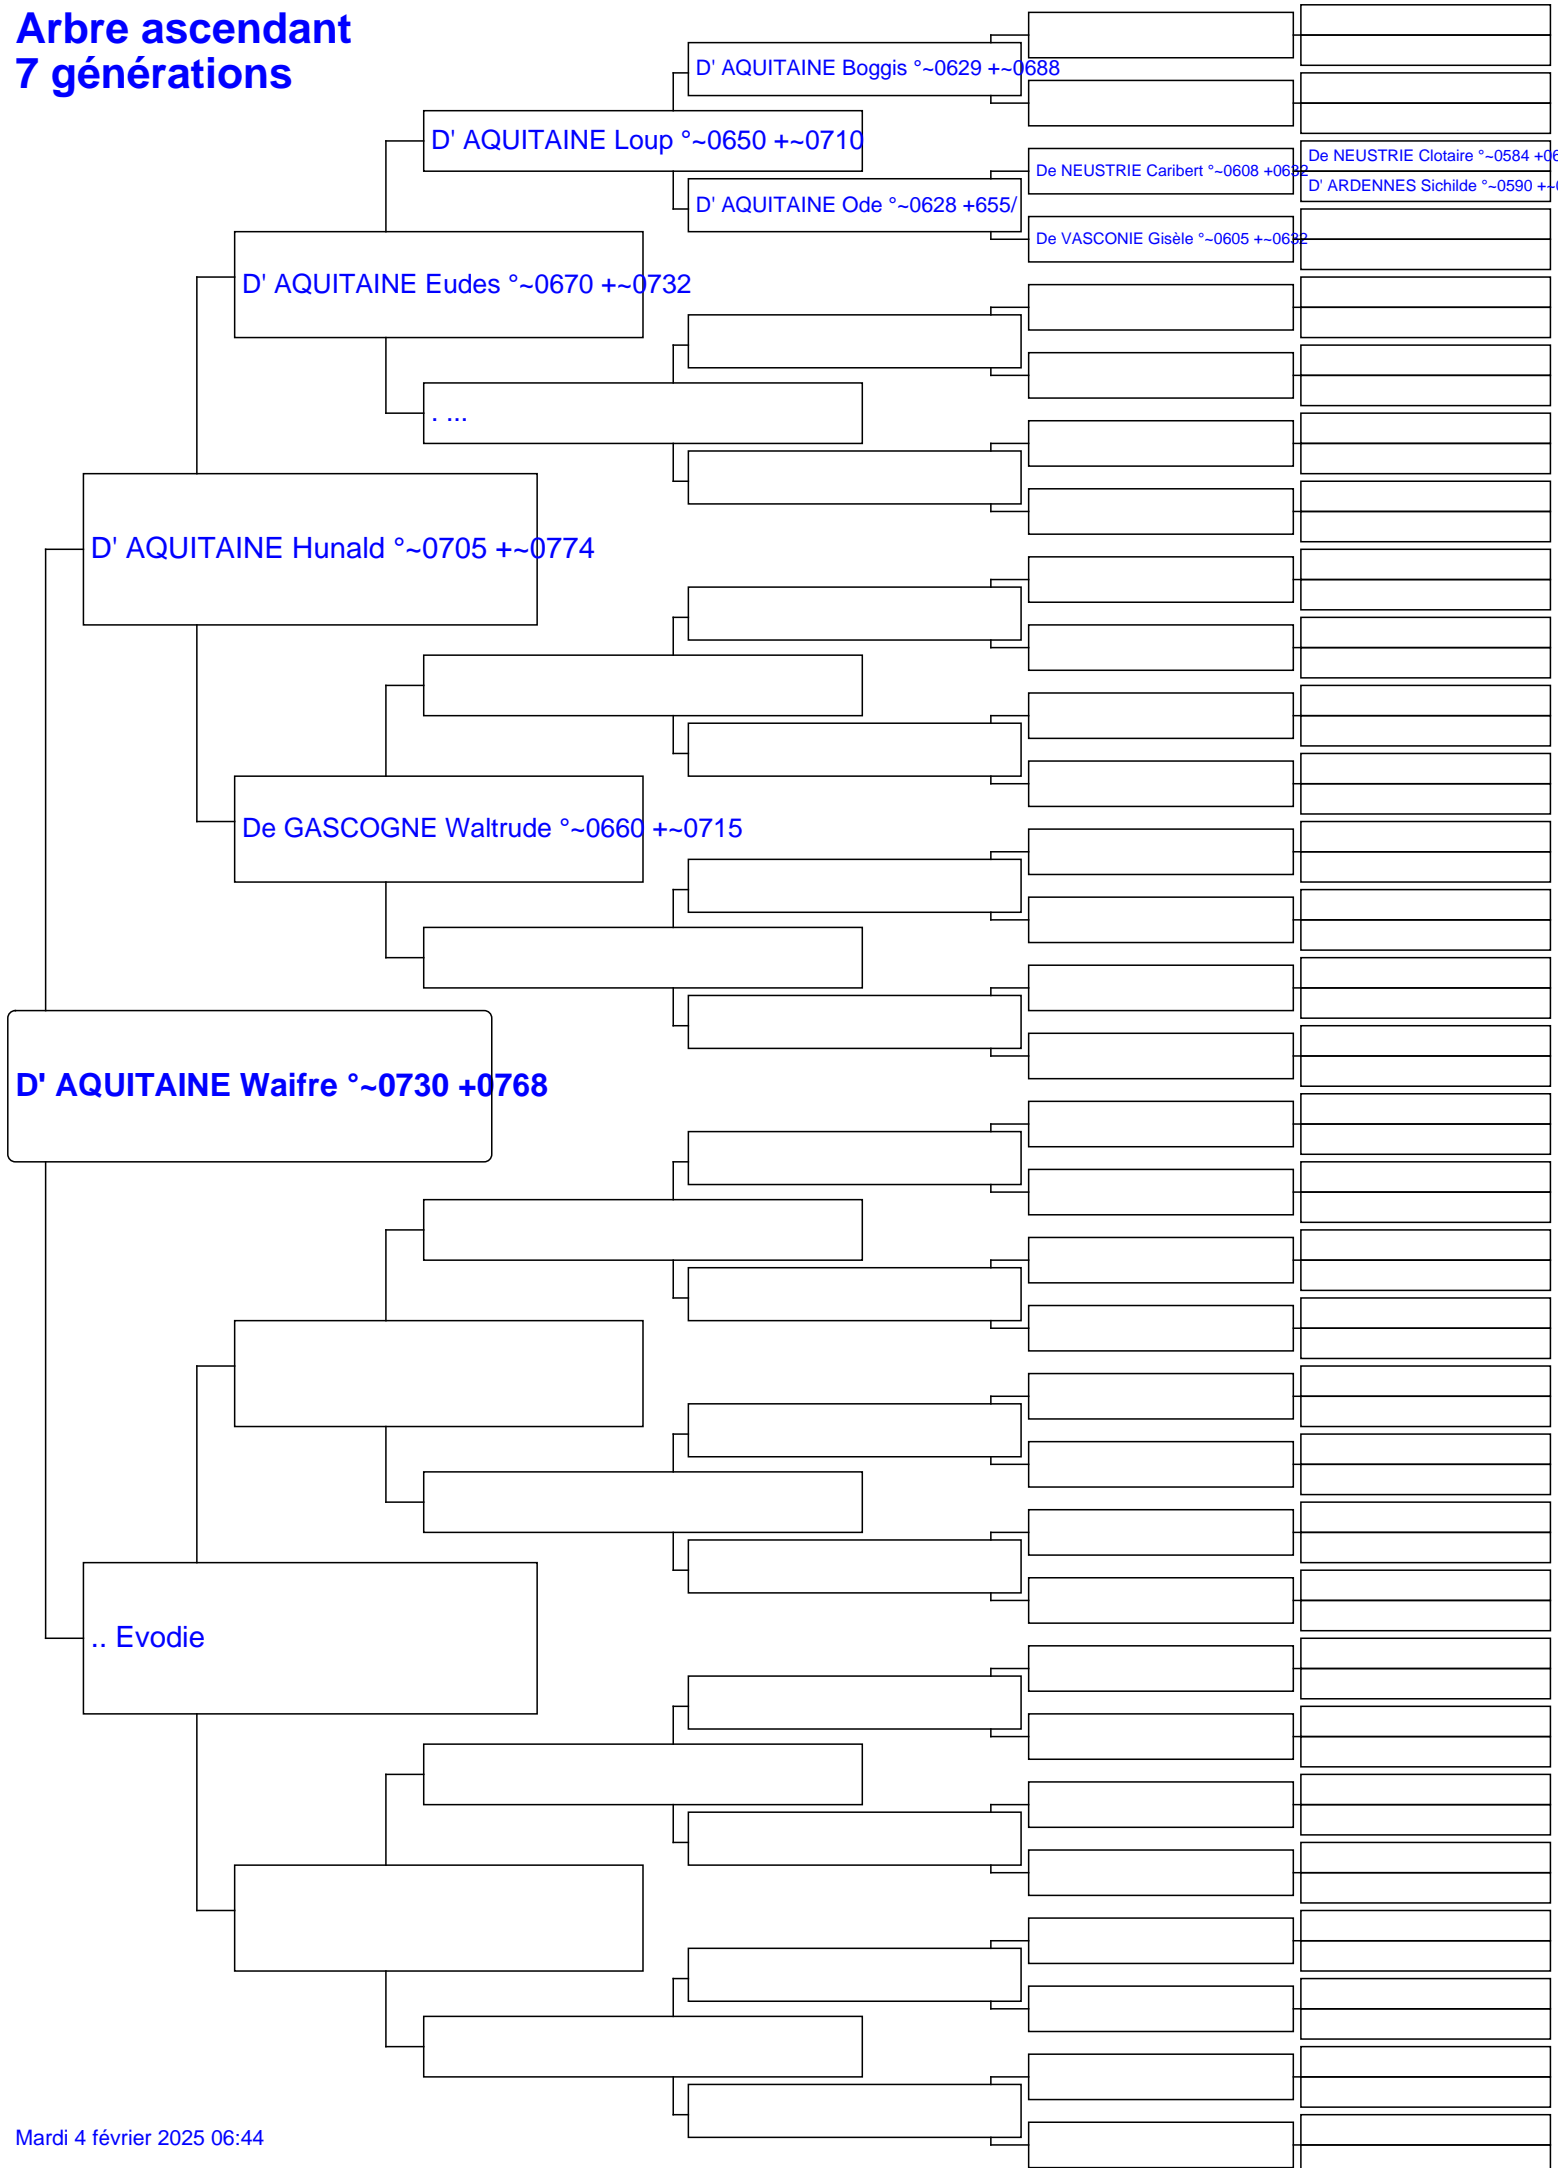 Arbre ascendant
7 générations
D' AQUITAINE Boggis °~0629 +~0688
D' AQUITAINE Loup °~0650 +~0710
De NEUSTRIE Clotaire °~0584 +06
De NEUSTRIE Caribert °~0608 +0632
D' ARDENNES Sichilde °~0590 +~0
D' AQUITAINE Ode °~0628 +655/
De VASCONIE Gisèle °~0605 +~0632
D' AQUITAINE Eudes °~0670 +~0732
. ...
D' AQUITAINE Hunald °~0705 +~0774
De GASCOGNE Waltrude °~0660 +~0715
D' AQUITAINE Waifre °~0730 +0768
.. Evodie
Mardi 4 février 2025 06:44